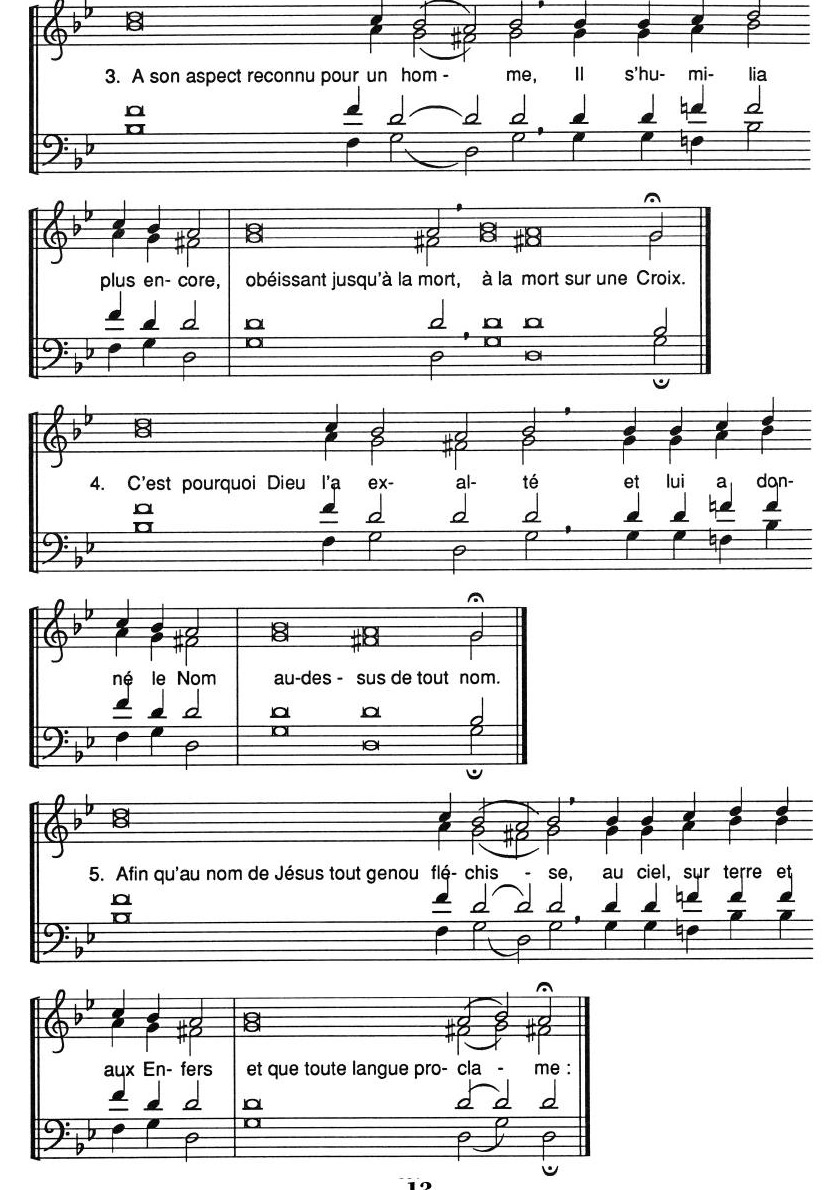 3. A son aspect reconnu pour un hom - me, Il s'hu- mi- lia
plus en- core, obéissant jusqu'à la mort, à la mort sur une Croix.
4. C'est pourquoi Dieu l'a ex- al- té et lui a don-
né le Nom au-des - sus de tout nom.
5. Afin qu'au nom de Jésus tout genou flé- chis - se, au ciel, sur terre et
aux En- fers et que toute langue pro- cla - me :
13